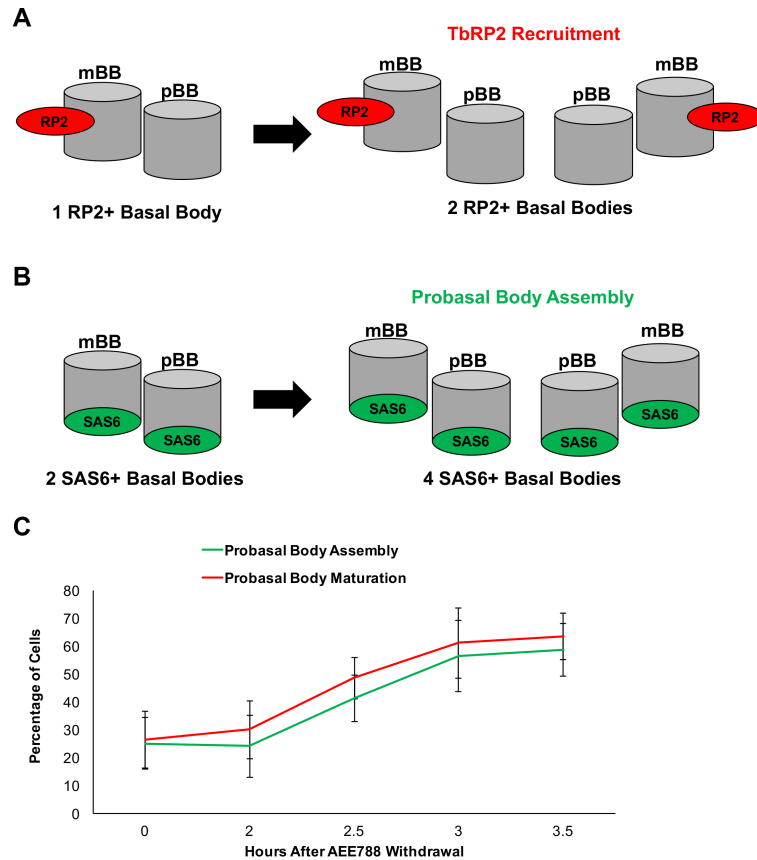 A
TbRP2 Recruitment
mBB
pBB
RP2
mBB
pBB
pBB
mBB
RP2
RP2
1 RP2+ Basal Body
2 RP2+ Basal Bodies
B
Probasal Body Assembly
mBB
pBB
SAS6
SAS6
mBB
pBB
pBB
mBB
SAS6
SAS6
SAS6
SAS6
2 SAS6+ Basal Bodies
4 SAS6+ Basal Bodies
C
Probasal Body Assembly
Probasal Body Maturation
Percentage of Cells
80
70
60
50
40
30
20
10
0
0 2 2.5 3 3.5
Hours After AEE788 Withdrawal